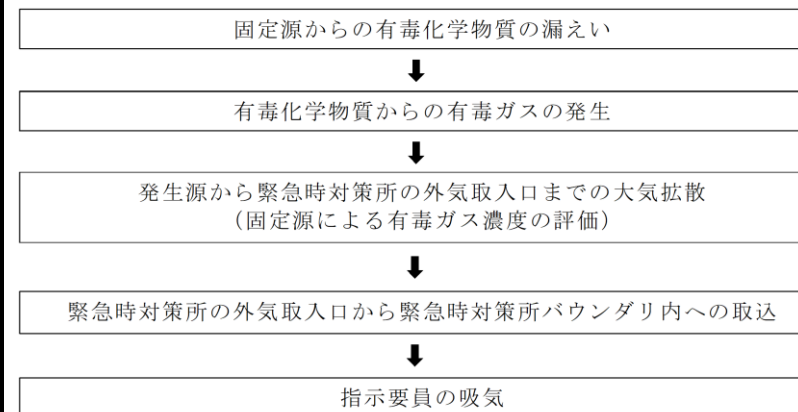 固定源からの有毒化学物質の漏えい
有毒化学物質からの有毒ガスの発生
発生源から緊急時対策所の外気取入口までの大気拡散
（固定源による有毒ガス濃度の評価）
緊急時対策所の外気取入口から緊急時対策所バウンダリ内への取込
指示要員の吸気